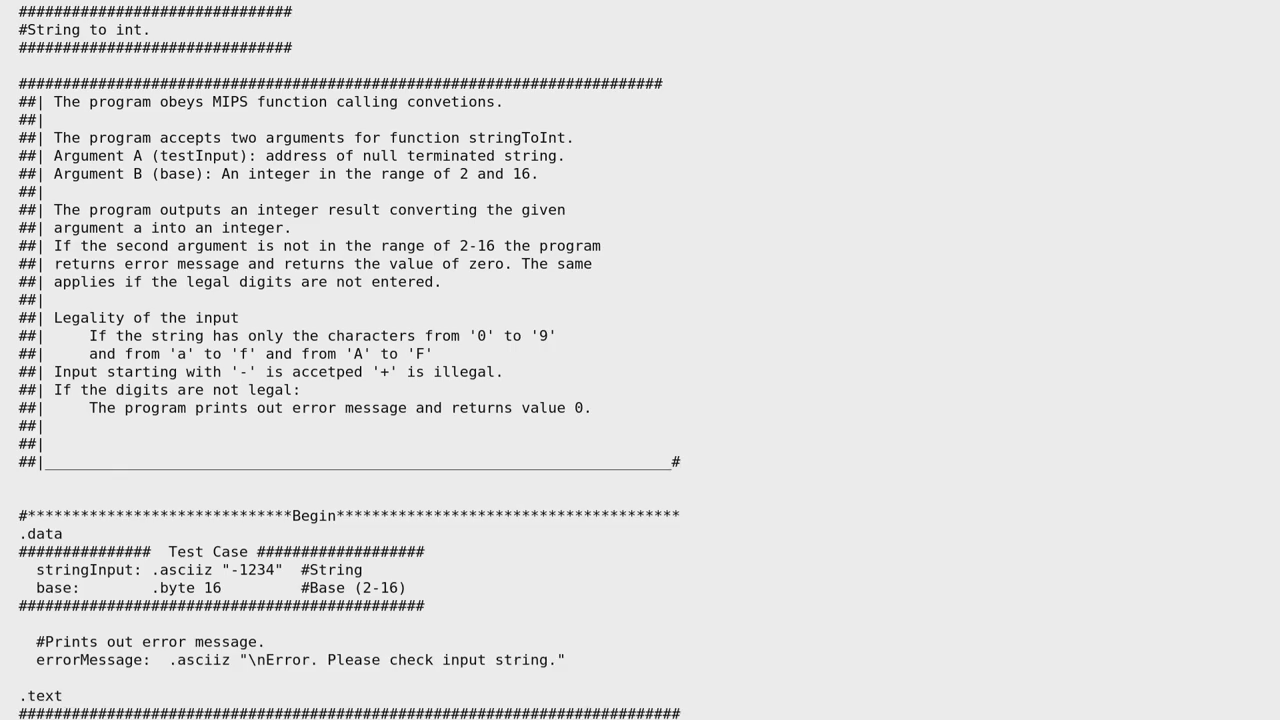 ###############################
#String to int.
###############################
#########################################################################
##| The program obeys MIPS function calling convetions.
##|
##| The program accepts two arguments for function stringToInt.
##| Argument A (testInput): address of null terminated string.
##| Argument B (base): An integer in the range of 2 and 16.
##|
##| The program outputs an integer result converting the given
##| argument a into an integer.
##| If the second argument is not in the range of 2-16 the program
##| returns error message and returns the value of zero. The same
##| applies if the legal digits are not entered.
##|
##| Legality of the input
##|     If the string has only the characters from '0' to '9'
##|     and from 'a' to 'f' and from 'A' to 'F'
##| Input starting with '-' is accetped '+' is illegal.
##| If the digits are not legal:
##|     The program prints out error message and returns value 0.
##|
##|
##|_______________________________________________________________________#
#******************************Begin***************************************
.data
###############  Test Case ###################
  stringInput: .asciiz "-1234"  #String
  base:        .byte 16         #Base (2-16)
##############################################
  #Prints out error message.
  errorMessage:  .asciiz "\nError. Please check input string."
.text
###########################################################################